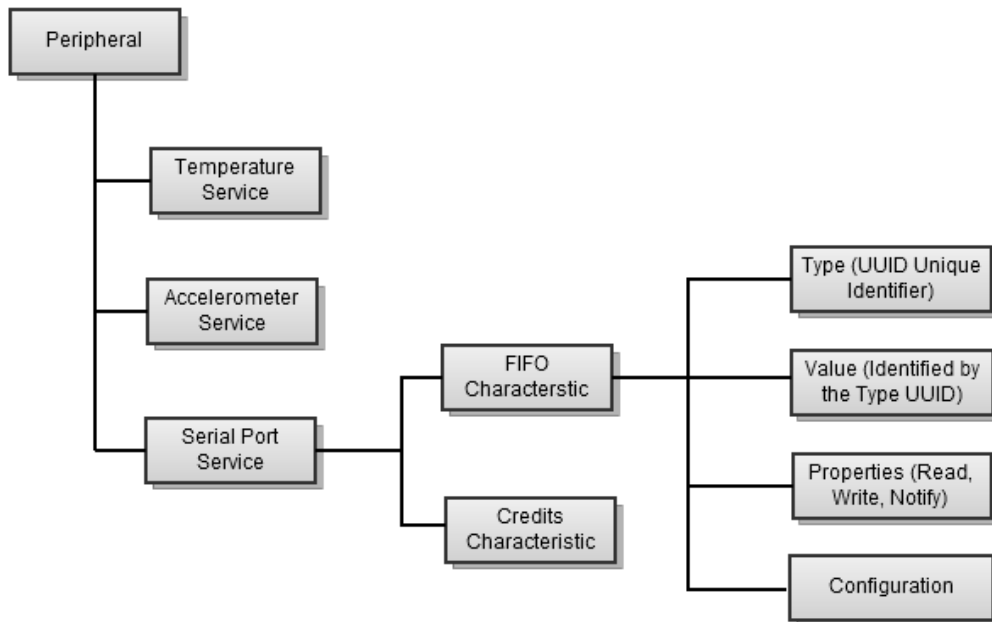 Peripheral
Temperature
Service
Accelerometer
Service
Serial Port
Service
FIFO
Characterstic
Credits
Characteristic
Type (UUID Unique
Identifier)
Value (Identified by
the Type UUID)
Properties (Read,
Write, Notify)
Configuration